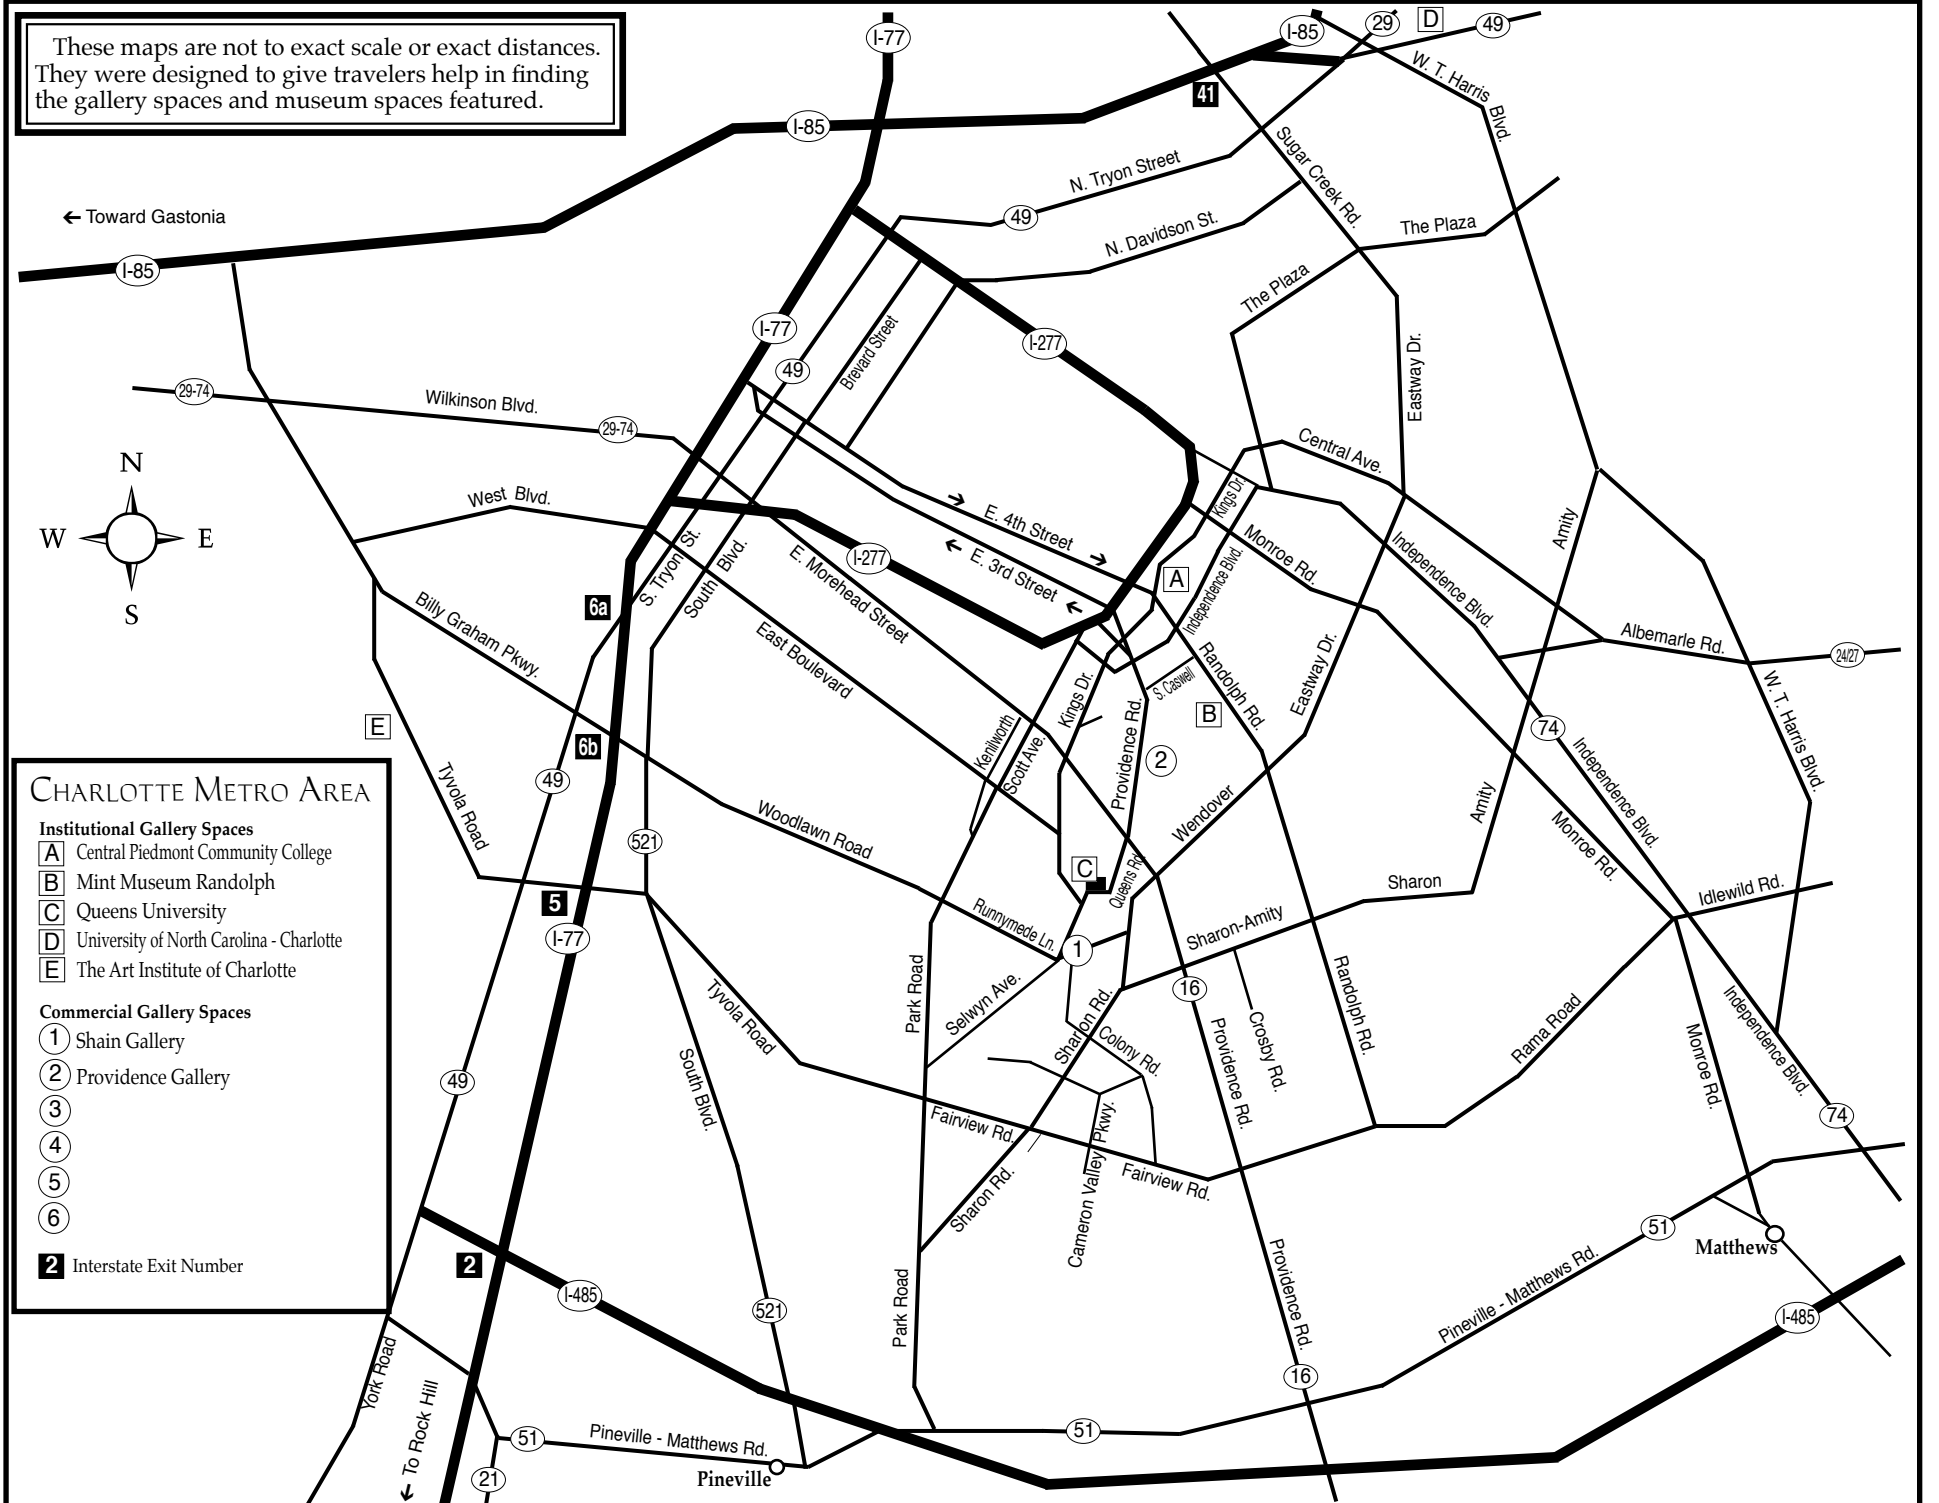 These maps are not to exact scale or exact distances.
They were designed to give travelers help in finding
the gallery spaces and museum spaces featured.
I-77
I-85
29
D
49
W. T. Harris
Blvd.
41
I-85
Sugar Creek Rd.
N. Tryon Street
49
N. Davidson St.
The Plaza
The Plaza
← Toward Gastonia
I-85
I-77
49
Brevard Street
I-277
Eastway Dr.
29-74
Wilkinson Blvd.
29-74
Central Ave.
Kings Dr.
N
W
E
S
West Blvd.
E. 4th Street
E. 3rd Street
I-277
S. Tryon St.
South Blvd.
E. Morehead Street
East Boulevard
Monroe Rd.
Independence Blvd.
Amity
A
Independence Blvd.
6a
Billy Graham Pkwy.
Albemarle Rd.
24/27
Randolph Rd.
S. Caswell
Eastway Dr.
W. T. Harris Blvd.
E
B
Kings Dr.
Kenilworth
Scott Ave.
Providence Rd.
2
74
Independence Blvd.
6b
49
Tyvola Road
521
Woodlawn Road
Wendover
Amity
Monroe Rd.
C
Queens Rd.
Sharon
Idlewild Rd.
5
I-77
Runnymede Ln.
1
Sharon-Amity
Selwyn Ave.
Park Road
Tyvola Road
South Blvd.
16
Randolph Rd.
Crosby Rd.
Providence Rd.
Sharon Rd.
Colony Rd.
Rama Road
Monroe Rd.
Independence Blvd.
74
49
Fairview Rd.
Fairview Rd.
Cameron Valley Pkwy.
Sharon Rd.
51
Matthews
2
I-485
521
Park Road
Providence Rd.
16
Pineville - Matthews Rd.
I-485
York Road
← To Rock Hill
51
Pineville - Matthews Rd.
51
21
Pineville
CHARLOTTE METRO AREA
Institutional Gallery Spaces
A Central Piedmont Community College
B Mint Museum Randolph
C Queens University
D University of North Carolina - Charlotte
E The Art Institute of Charlotte
Commercial Gallery Spaces
1 Shain Gallery
2 Providence Gallery
3
4
5
6
2 Interstate Exit Number